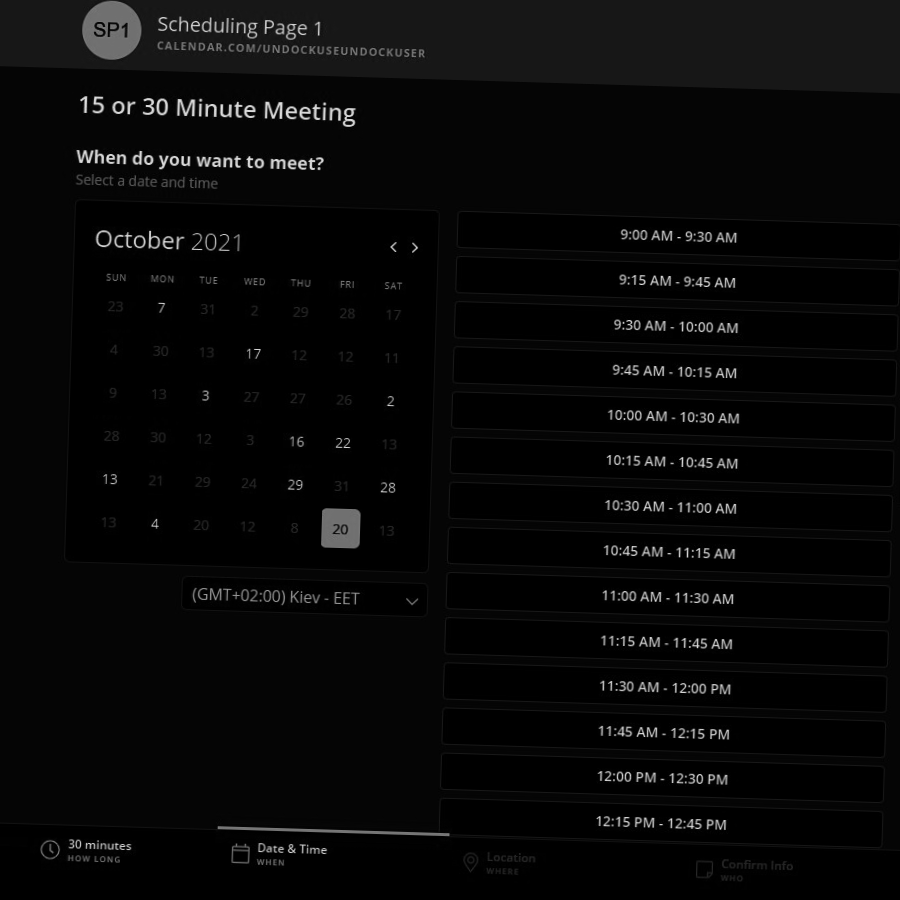 SP1
Scheduling Page 1
CALENDAR.COM/UNDOCKUSEUNDOCKUSER
15 or 30 Minute Meeting
When do you want to meet?
Select a date and time
October 2021
SUN MON TUE WED THU FRI SAT
23 7 31 2 29 28 17
4 30 13 17 12 12 11
9 13 3 27 27 26 2
28 30 12 3 16 22 13
13 21 29 24 29 31 28
13 4 20 12 8 20 13
(GMT+02:00) Kiev - EET
9:00 AM - 9:30 AM
9:15 AM - 9:45 AM
9:30 AM - 10:00 AM
9:45 AM - 10:15 AM
10:00 AM - 10:30 AM
10:15 AM - 10:45 AM
10:30 AM - 11:00 AM
10:45 AM - 11:15 AM
11:00 AM - 11:30 AM
11:15 AM - 11:45 AM
11:30 AM - 12:00 PM
11:45 AM - 12:15 PM
12:00 PM - 12:30 PM
12:15 PM - 12:45 PM
30 minutes
HOW LONG
Date & Time
WHEN
Location
WHERE
Confirm Info
WHO